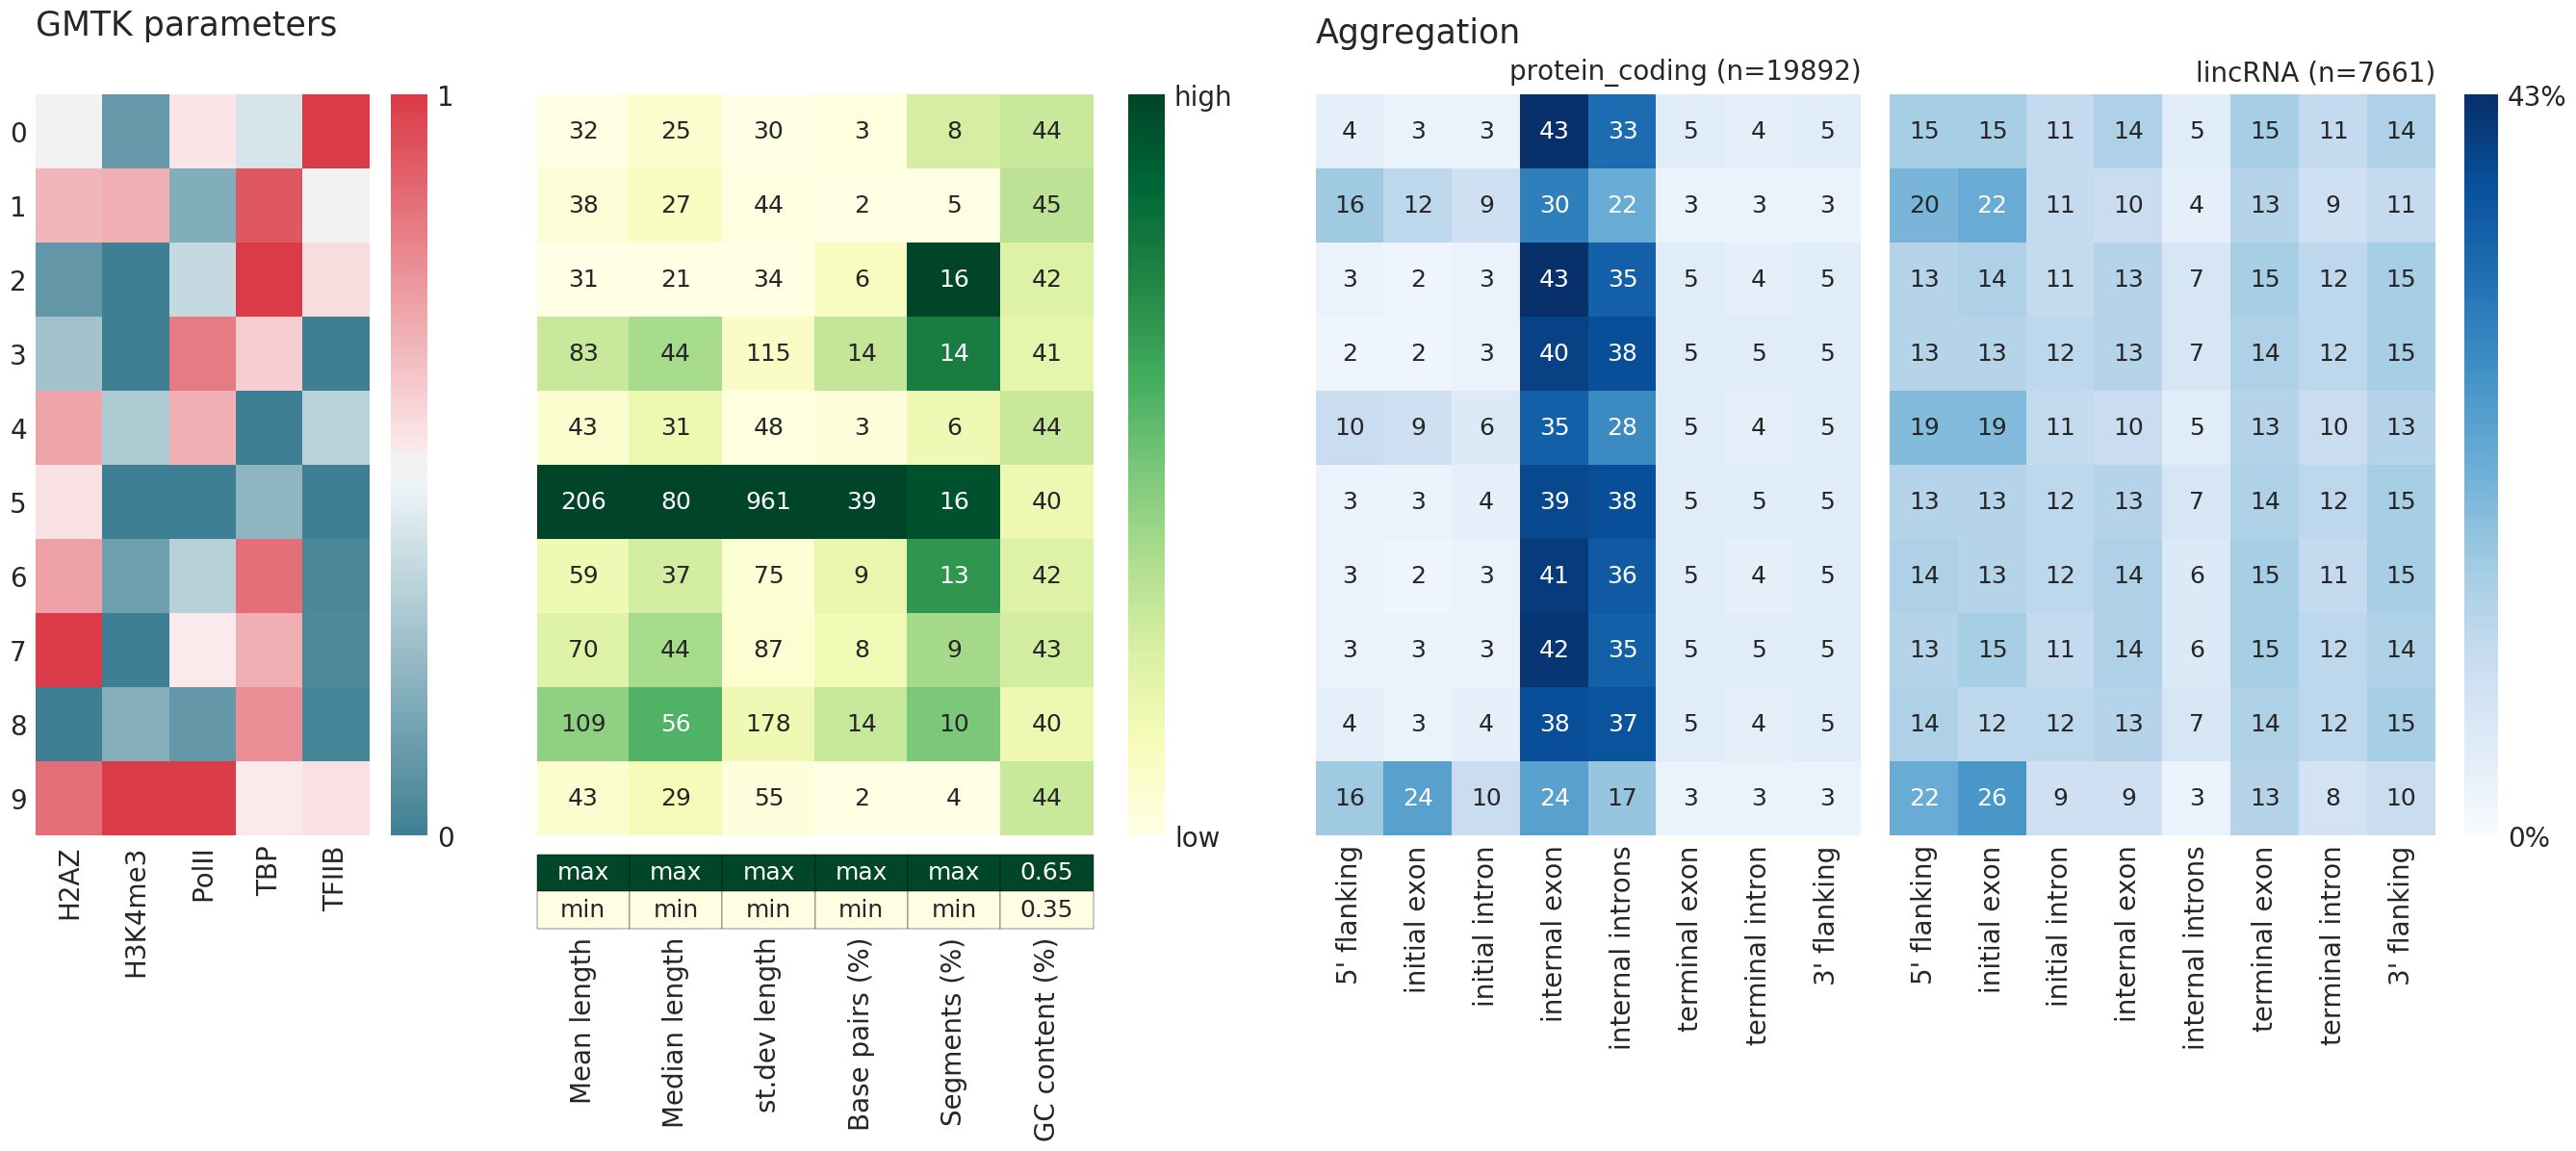 GMTK parameters
Aggregation
protein_coding (n=19892)
lincRNA (n=7661)
1
high
43%
0 32 25 30 3 8 44 4 3 3 43 33 5 4 5 15 15 11 14 5 15 11 14
1 38 27 44 2 5 45 16 12 9 30 22 3 3 3 20 22 11 10 4 13 9 11
2 31 21 34 6 16 42 3 2 3 43 35 5 4 5 13 14 11 13 7 15 12 15
3 83 44 115 14 14 41 2 2 3 40 38 5 5 5 13 13 12 13 7 14 12 15
4 43 31 48 3 6 44 10 9 6 35 28 5 4 5 19 19 11 10 5 13 10 13
5 206 80 961 39 16 40 3 3 4 39 38 5 5 5 13 13 12 13 7 14 12 15
6 59 37 75 9 13 42 3 2 3 41 36 5 4 5 14 13 12 14 6 15 11 15
7 70 44 87 8 9 43 3 3 3 42 35 5 5 5 13 15 11 14 6 15 12 14
8 109 56 178 14 10 40 4 3 4 38 37 5 4 5 14 12 12 13 7 14 12 15
9 43 29 55 2 4 44 16 24 10 24 17 3 3 3 22 26 9 9 3 13 8 10
0
low
0%
max max max max max 0.65
min min min min min 0.35
H2AZ
H3K4me3
PolII
TBP
TFIIB
Mean length
Median length
st.dev length
Base pairs (%)
Segments (%)
GC content (%)
5' flanking
initial exon
initial intron
internal exon
internal introns
terminal exon
terminal intron
3' flanking
5' flanking
initial exon
initial intron
internal exon
internal introns
terminal exon
terminal intron
3' flanking